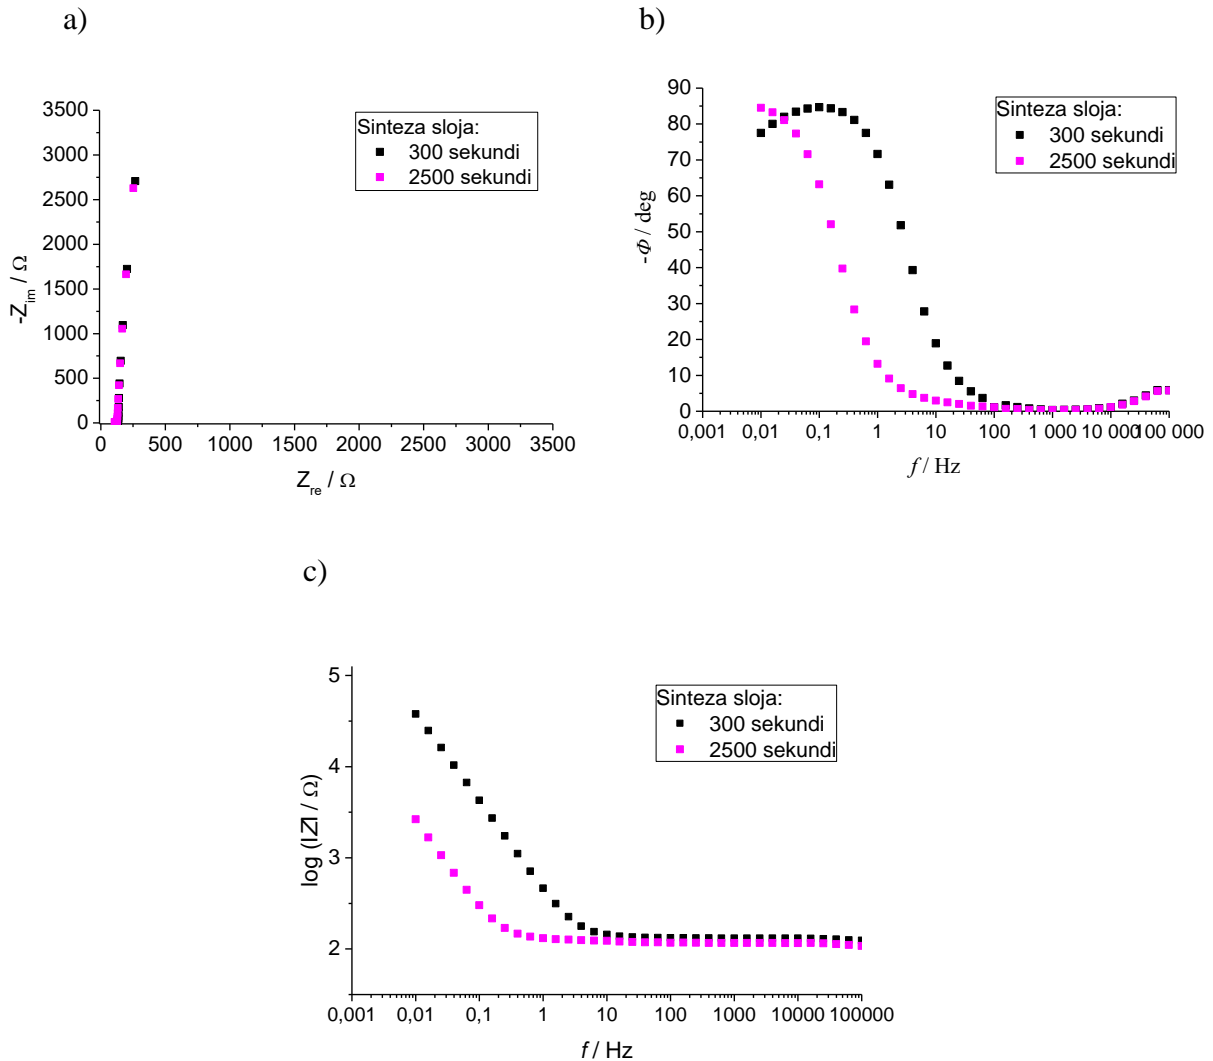 a)
3500
3000
2500
2000
1500
1000
500
0
-Z_im / Ω
0 500 1000 1500 2000 2500 3000 3500
Z_re / Ω
Sinteza sloja:
300 sekundi
2500 sekundi
b)
90
80
70
60
50
40
30
20
10
0
-Φ / deg
0,001 0,01 0,1 1 10 100 1 000 10 000 100 000
f / Hz
Sinteza sloja:
300 sekundi
2500 sekundi
c)
5
4
3
2
log (IZI / Ω)
0,001 0,01 0,1 1 10 100 1000 10000 100000
f / Hz
Sinteza sloja:
300 sekundi
2500 sekundi